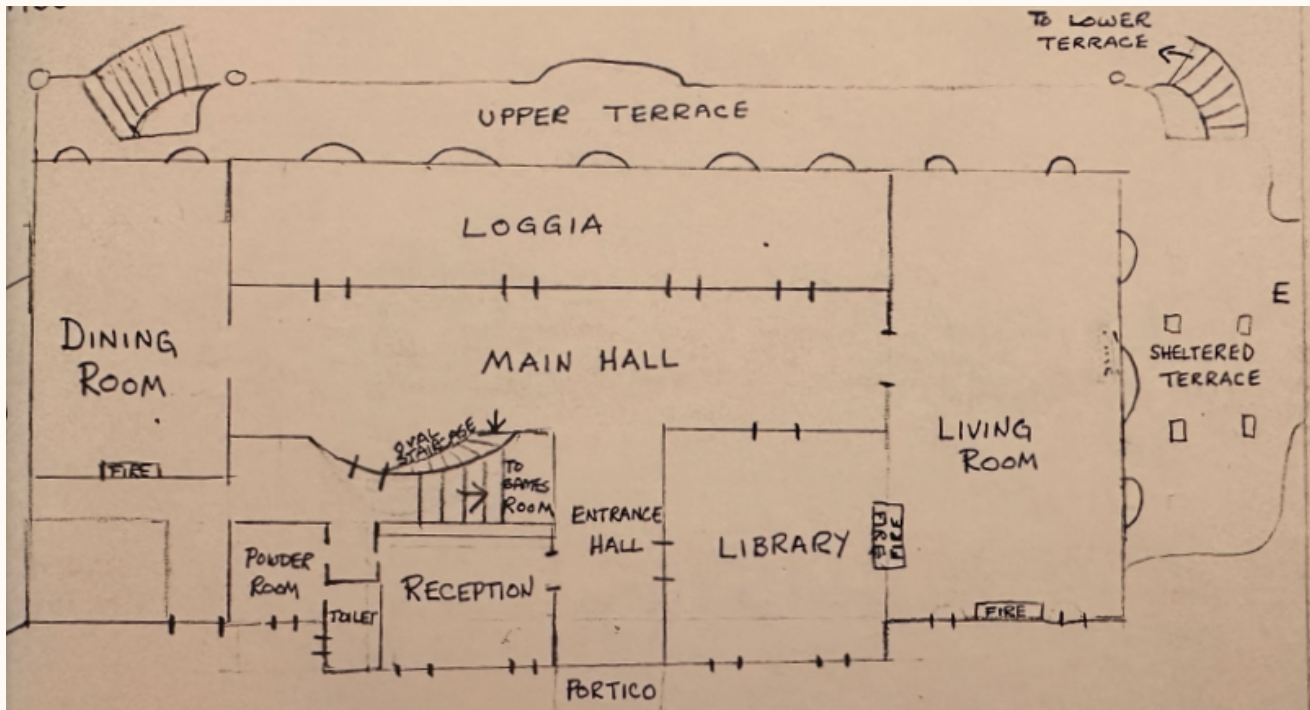 TO LOWER
TERRACE
UPPER TERRACE
LOGGIA
E
DINING
ROOM
MAIN HALL
SHELTERED
TERRACE
OVAL
STAIRCASE
LIVING
ROOM
FIRE
TO
GAMES
ROOM
ENTRANCE
HALL
LIBRARY
FIRE
FIRE
POWDER
ROOM
RECEPTION
TOILET
FIRE
PORTICO